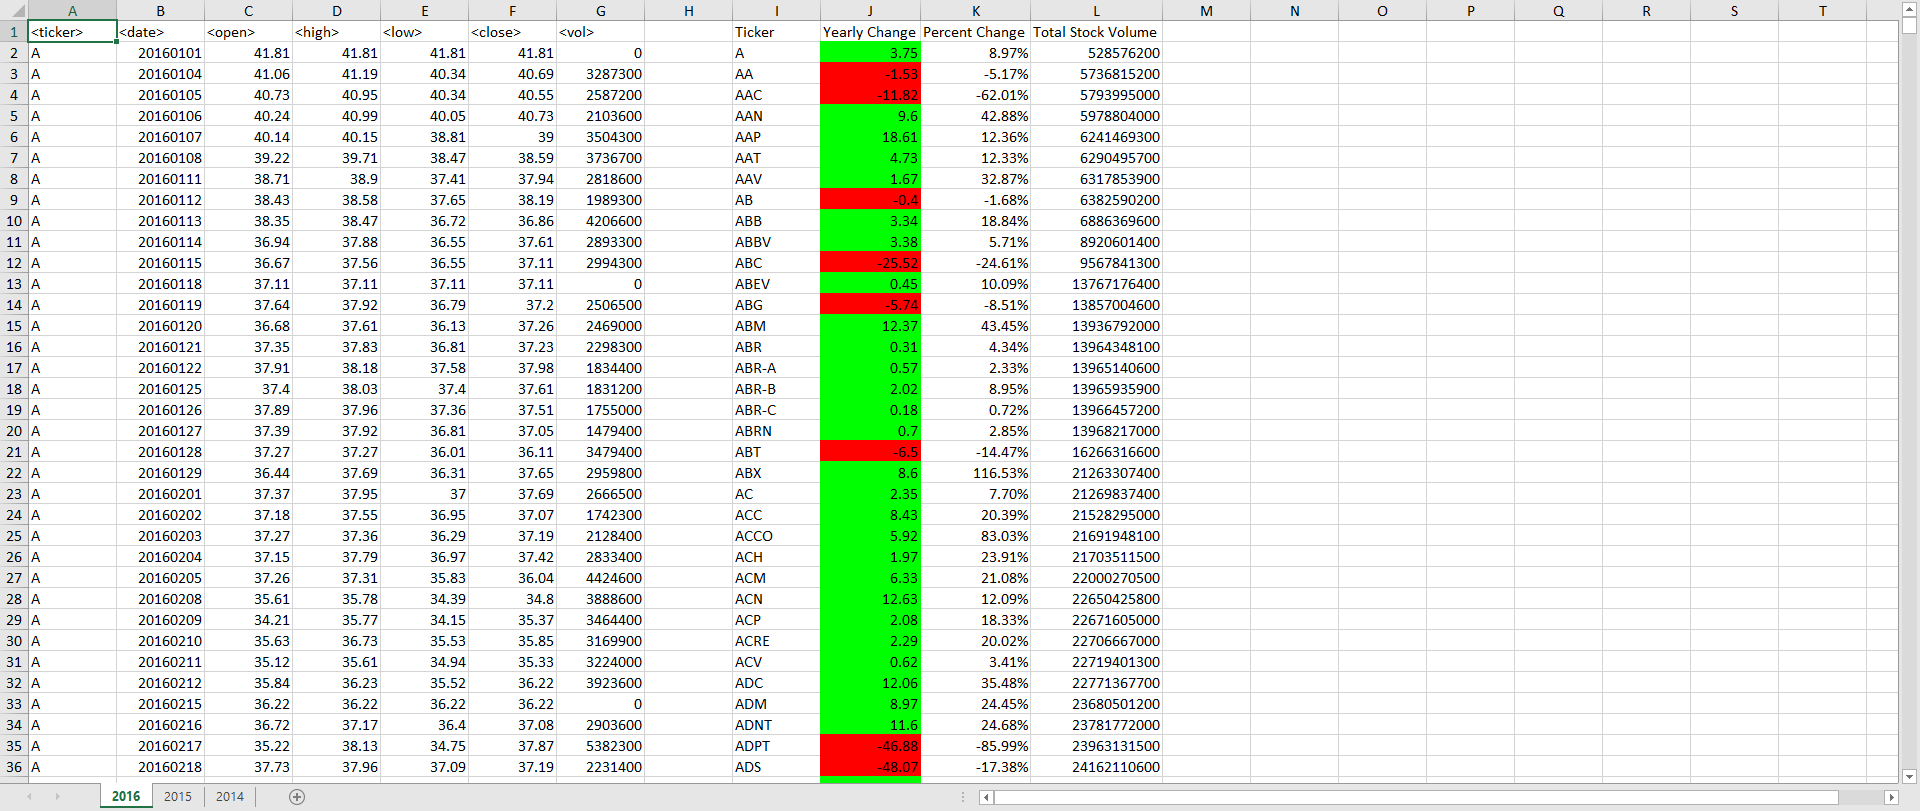 A B C D E F G H I J K L M N O P Q R S T
1 <ticker> <date> <open> <high> <low> <close> <vol> Ticker Yearly Change Percent Change Total Stock Volume
2 A 20160101 41.81 41.81 41.81 41.81 0 A 3.75 8.97% 528576200
3 A 20160104 41.06 41.19 40.34 40.69 3287300 AA -1.53 -5.17% 5736815200
4 A 20160105 40.73 40.95 40.34 40.55 2587200 AAC -11.82 -62.01% 5793995000
5 A 20160106 40.24 40.99 40.05 40.73 2103600 AAN 9.6 42.88% 5978804000
6 A 20160107 40.14 40.15 38.81 39 3504300 AAP 18.61 12.36% 6241469300
7 A 20160108 39.22 39.71 38.47 38.59 3736700 AAT 4.73 12.33% 6290495700
8 A 20160111 38.71 38.9 37.41 37.94 2818600 AAV 1.67 32.87% 6317853900
9 A 20160112 38.43 38.58 37.65 38.19 1989300 AB -0.4 -1.68% 6382590200
10 A 20160113 38.35 38.47 36.72 36.86 4206600 ABB 3.34 18.84% 6886369600
11 A 20160114 36.94 37.88 36.55 37.61 2893300 ABBV 3.38 5.71% 8920601400
12 A 20160115 36.67 37.56 36.55 37.11 2994300 ABC -25.52 -24.61% 9567841300
13 A 20160118 37.11 37.11 37.11 37.11 0 ABEV 0.45 10.09% 13767176400
14 A 20160119 37.64 37.92 36.79 37.2 2506500 ABG -5.74 -8.51% 13857004600
15 A 20160120 36.68 37.61 36.13 37.26 2469000 ABM 12.37 43.45% 13936792000
16 A 20160121 37.35 37.83 36.81 37.23 2298300 ABR 0.31 4.34% 13964348100
17 A 20160122 37.91 38.18 37.58 37.98 1834400 ABR-A 0.57 2.33% 13965140600
18 A 20160125 37.4 38.03 37.4 37.61 1831200 ABR-B 2.02 8.95% 13965935900
19 A 20160126 37.89 37.96 37.36 37.51 1755000 ABR-C 0.18 0.72% 13966457200
20 A 20160127 37.39 37.92 36.81 37.05 1479400 ABRN 0.7 2.85% 13968217000
21 A 20160128 37.27 37.27 36.01 36.11 3479400 ABT -6.5 -14.47% 16266316600
22 A 20160129 36.44 37.69 36.31 37.65 2959800 ABX 8.6 116.53% 21263307400
23 A 20160201 37.37 37.95 37 37.69 2666500 AC 2.35 7.70% 21269837400
24 A 20160202 37.18 37.55 36.95 37.07 1742300 ACC 8.43 20.39% 21528295000
25 A 20160203 37.27 37.36 36.29 37.19 2128400 ACCO 5.92 83.03% 21691948100
26 A 20160204 37.15 37.79 36.97 37.42 2833400 ACH 1.97 23.91% 21703511500
27 A 20160205 37.26 37.31 35.83 36.04 4424600 ACM 6.33 21.08% 22000270500
28 A 20160208 35.61 35.78 34.39 34.8 3888600 ACN 12.63 12.09% 22650425800
29 A 20160209 34.21 35.77 34.15 35.37 3464400 ACP 2.08 18.33% 22671605000
30 A 20160210 35.63 36.73 35.53 35.85 3169900 ACRE 2.29 20.02% 22706667000
31 A 20160211 35.12 35.61 34.94 35.33 3224000 ACV 0.62 3.41% 22719401300
32 A 20160212 35.84 36.23 35.52 36.22 3923600 ADC 12.06 35.48% 22771367700
33 A 20160215 36.22 36.22 36.22 36.22 0 ADM 8.97 24.45% 23680501200
34 A 20160216 36.72 37.17 36.4 37.08 2903600 ADNT 11.6 24.68% 23781772000
35 A 20160217 35.22 38.13 34.75 37.87 5382300 ADPT -46.88 -85.99% 23963131500
36 A 20160218 37.73 37.96 37.09 37.19 2231400 ADS -48.07 -17.38% 24162110600
2016 2015 2014